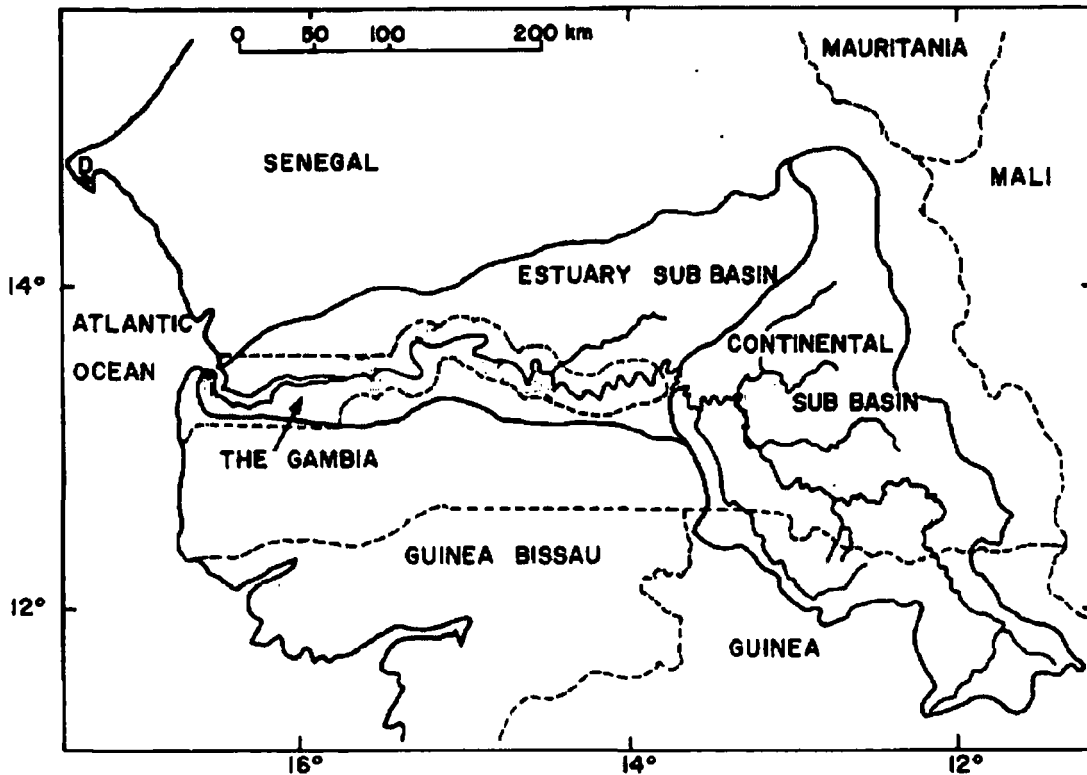 0 50 100 200 km
MAURITANIA
D
SENEGAL
MALI
14°
ESTUARY SUB BASIN
ATLANTIC
OCEAN
CONTINENTAL
SUB BASIN
THE GAMBIA
GUINEA BISSAU
12°
GUINEA
16°
14°
12°